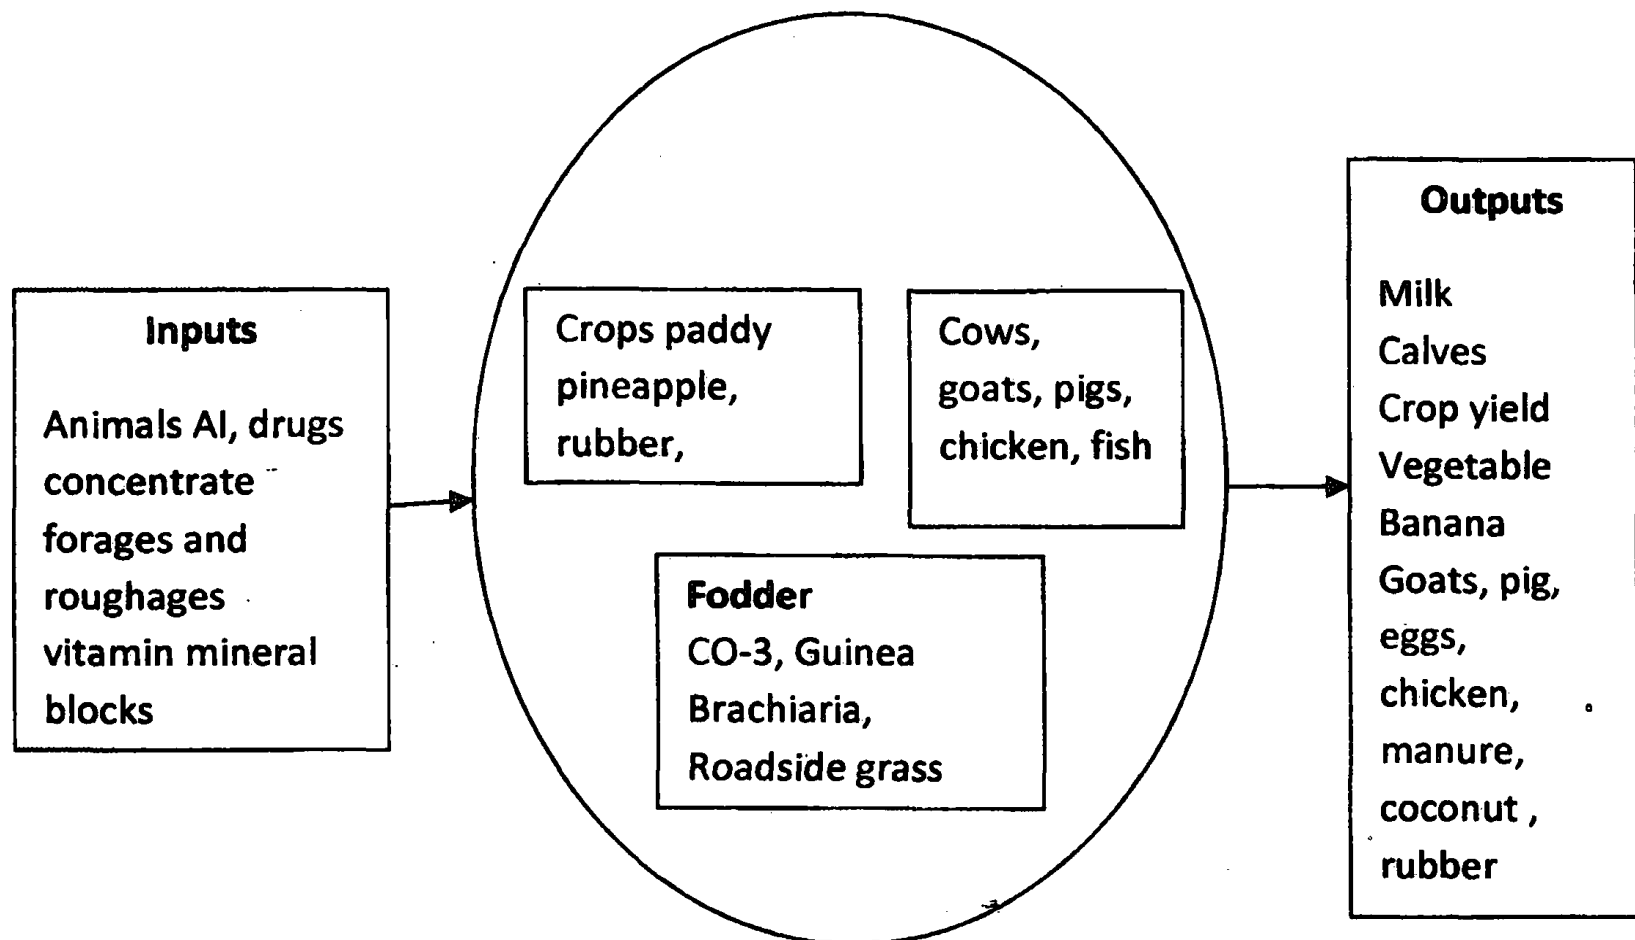 Inputs
Animals AI, drugs
concentrate
forages and
roughages
vitamin mineral
blocks
Crops paddy
pineapple,
rubber,
Cows,
goats, pigs,
chicken, fish
Fodder
CO-3, Guinea
Brachiaria,
Roadside grass
Outputs
Milk
Calves
Crop yield
Vegetable
Banana
Goats, pig,
eggs,
chicken,
manure,
coconut ,
rubber